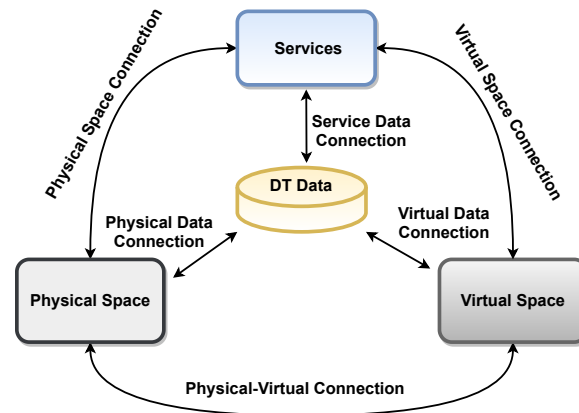 Services
Physical Space Connection
Virtual Space Connection
Service Data
Connection
DT Data
Physical Data
Connection
Virtual Data
Connection
Physical Space
Virtual Space
Physical-Virtual Connection